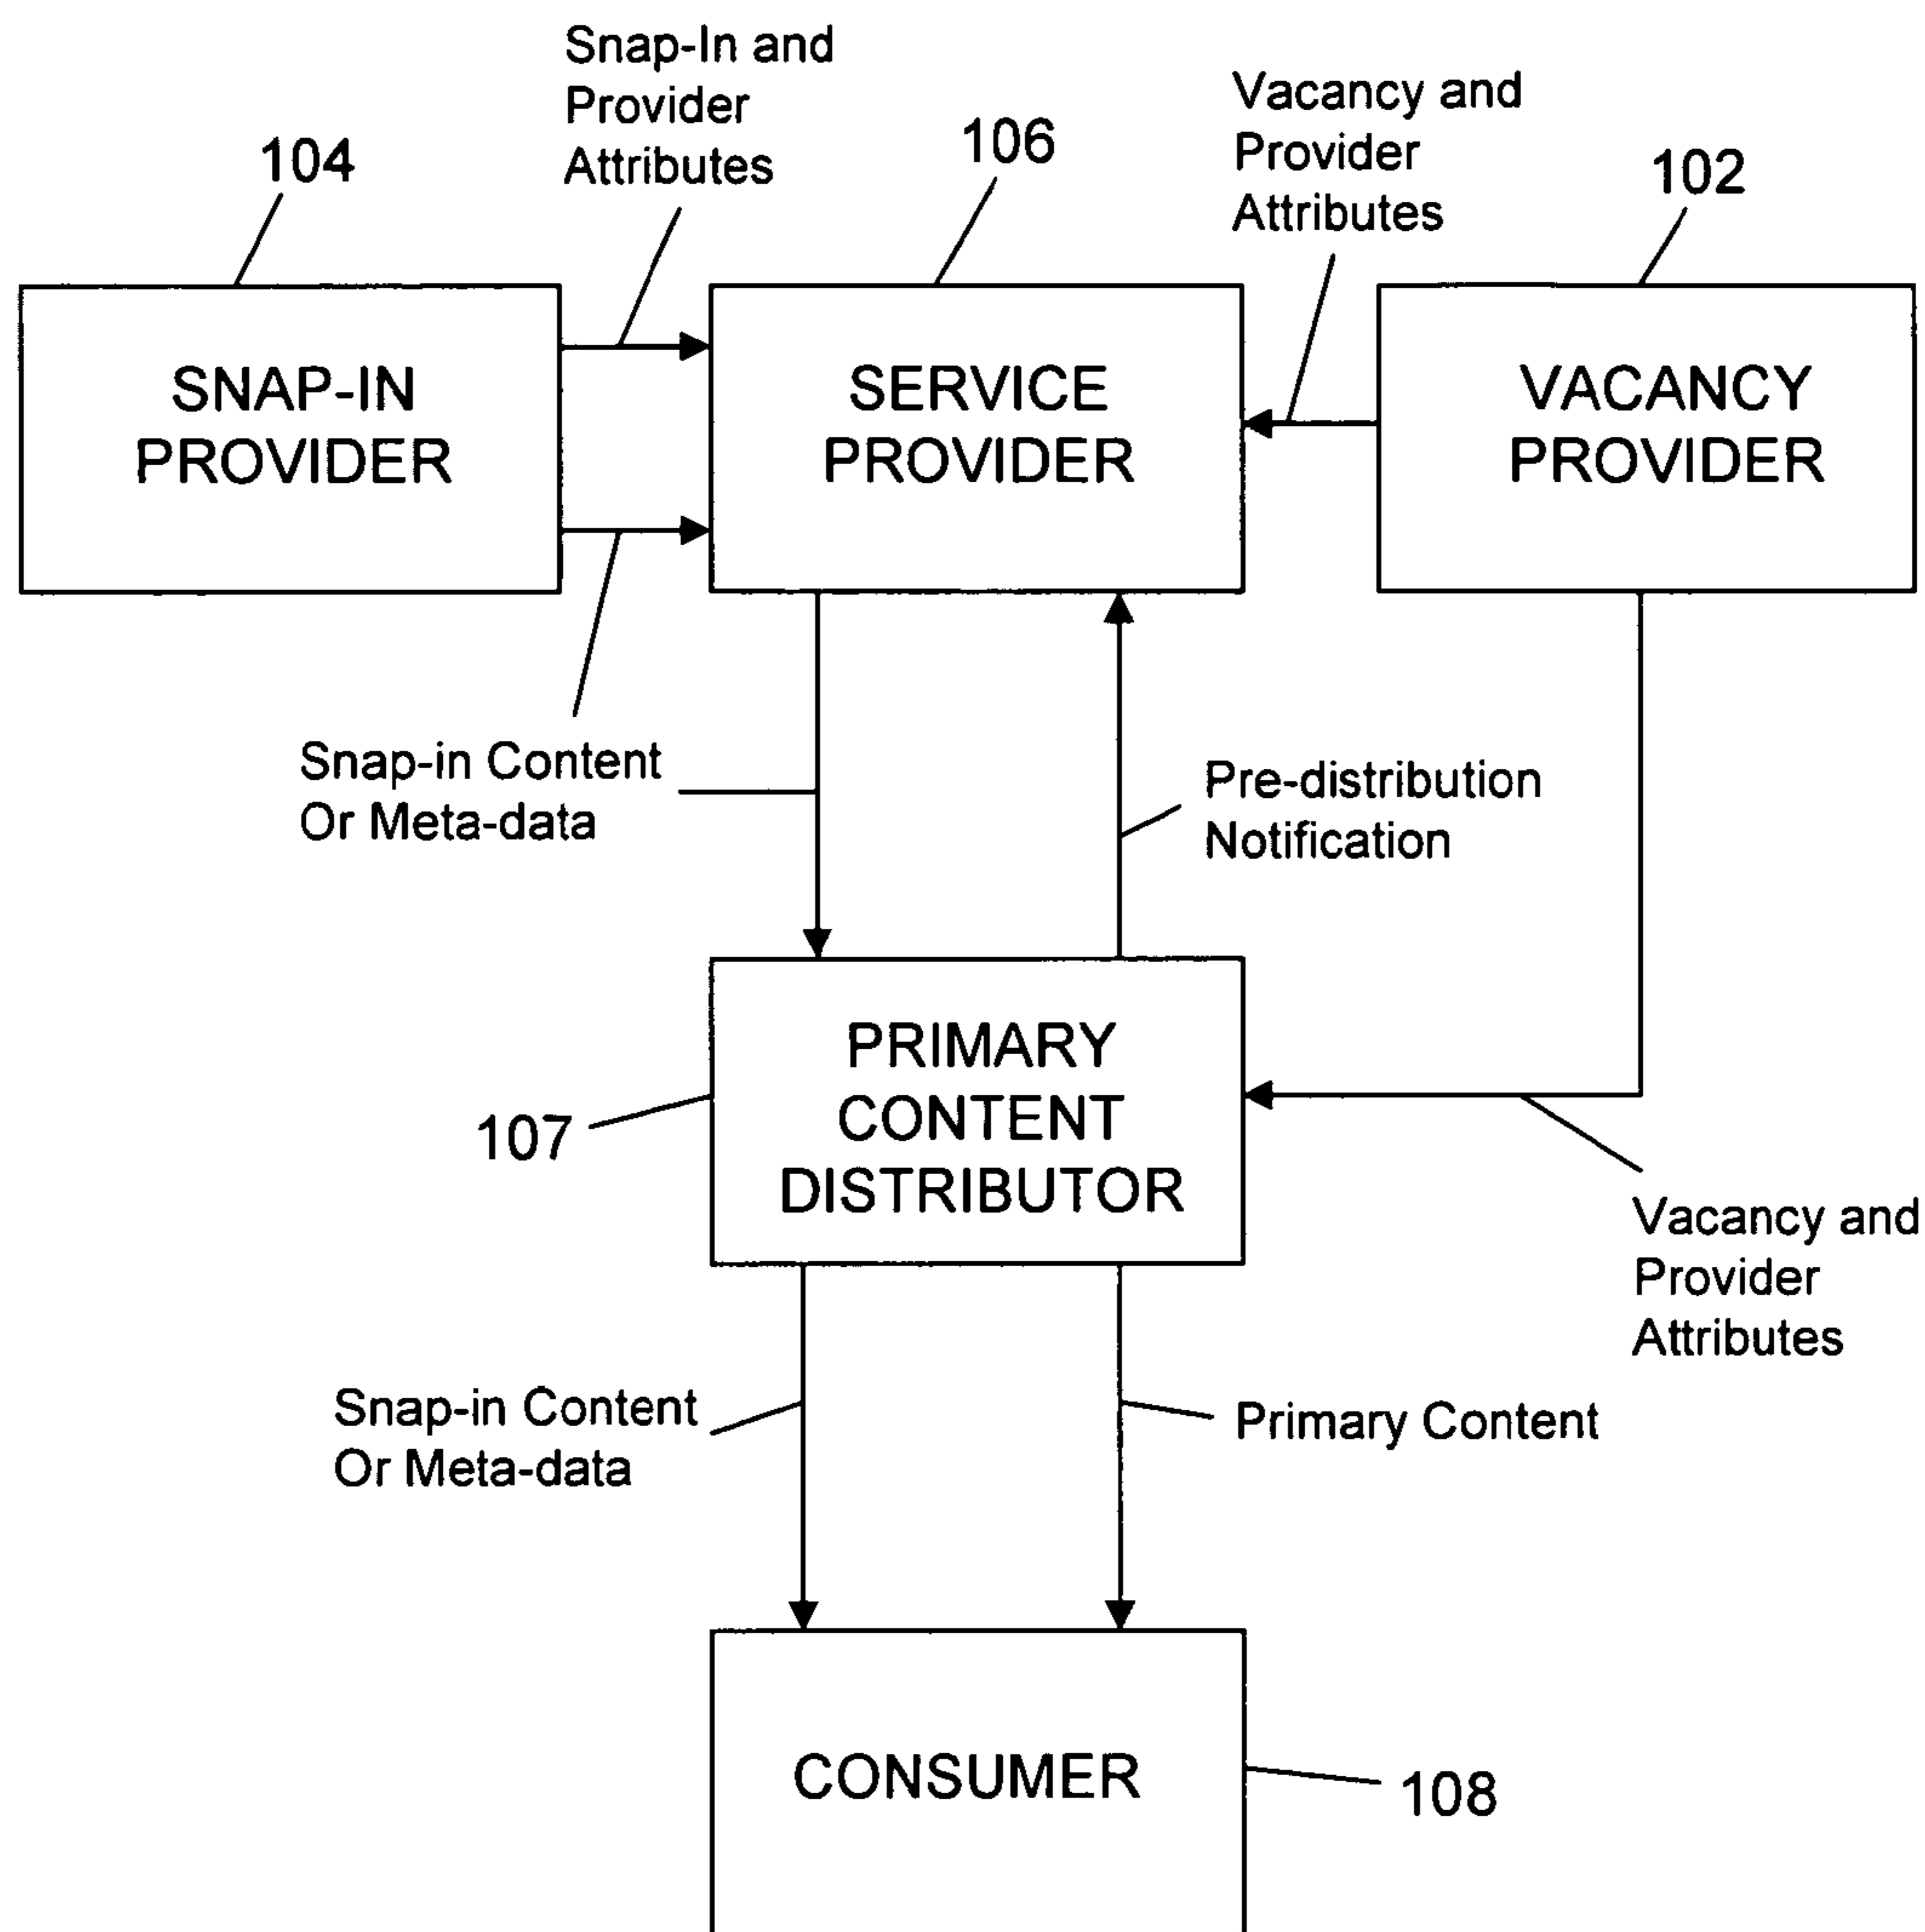 Snap-In and
Provider
Attributes
Vacancy and
Provider
Attributes
104
106
102
SNAP-IN
PROVIDER
SERVICE
PROVIDER
VACANCY
PROVIDER
Snap-in Content
Or Meta-data
Pre-distribution
Notification
PRIMARY
CONTENT
DISTRIBUTOR
107
Vacancy and
Provider
Attributes
Snap-in Content
Or Meta-data
Primary Content
CONSUMER
108